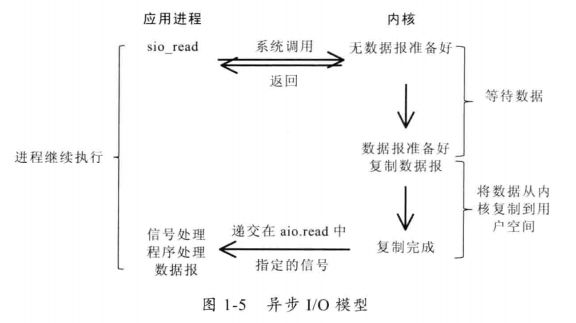 应用进程
内核
sio_read
系统调用
无数据报准备好
返回
等待数据
进程继续执行
数据报准备好
复制数据报
将数据从内
核复制到用
户空间
信号处理
程序处理
数据报
递交在 aio.read 中
指定的信号
复制完成
图 1-5 异步 I/O 模型